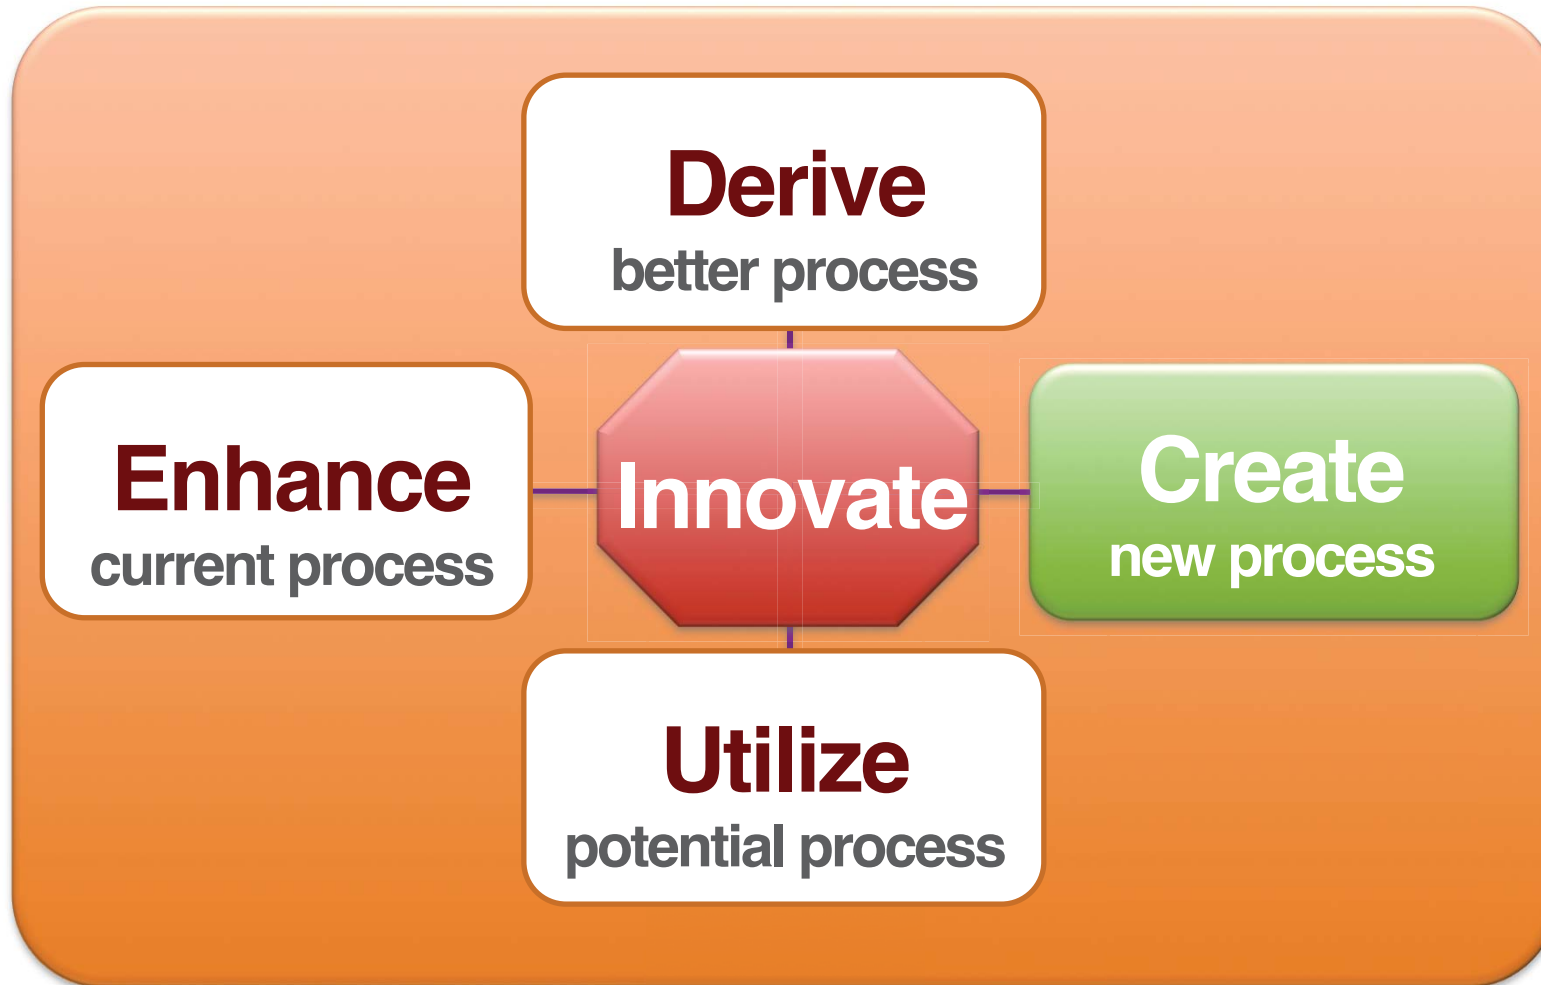 Derive
better process
Enhance
current process
Innovate
Create
new process
Utilize
potential process